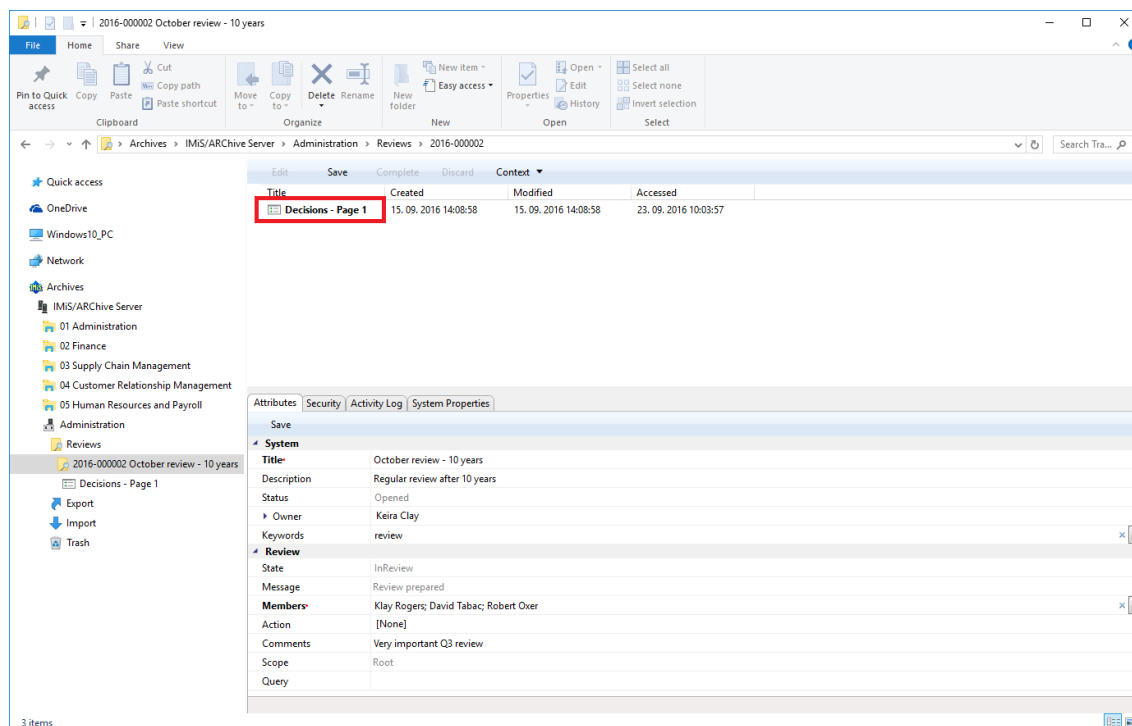 2016-000002 October review - 10 years
File Home Share View
Pin to Quick access
Copy
Paste
Cut
Copy path
Paste shortcut
Clipboard
Move to
Copy to
Delete
Rename
Organize
New folder
New item
Easy access
New
Properties
Open
Edit
History
Open
Select all
Select none
Invert selection
Select
Archives > IMiS/ARChive Server > Administration > Reviews > 2016-000002
Search Tra...
Quick access
OneDrive
Windows10_PC
Network
Archives
IMiS/ARChive Server
01 Administration
02 Finance
03 Supply Chain Management
04 Customer Relationship Management
05 Human Resources and Payroll
Administration
Reviews
2016-000002 October review - 10 years
Decisions - Page 1
Export
Import
Trash
Edit Save Complete Discard Context
Title Created Modified Accessed
Decisions - Page 1 15. 09. 2016 14:08:58 15. 09. 2016 14:08:58 23. 09. 2016 10:03:57
Attributes Security Activity Log System Properties
Save
System
Title* October review - 10 years
Description Regular review after 10 years
Status Opened
Owner Keira Clay
Keywords review
Review
State InReview
Message Review prepared
Members* Klay Rogers; David Tabac; Robert Oxer
Action [None]
Comments Very important Q3 review
Scope Root
Query
3 items